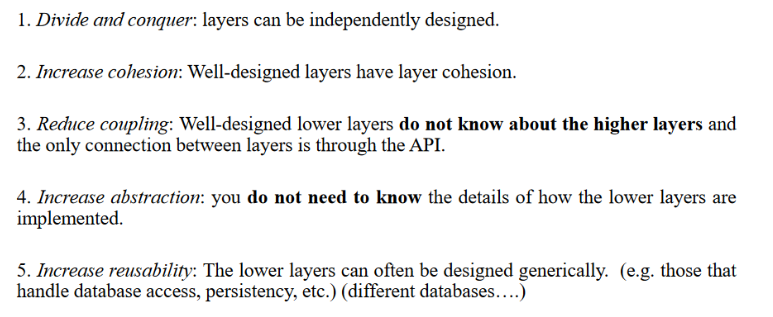 1. Divide and conquer: layers can be independently designed.
2. Increase cohesion: Well-designed layers have layer cohesion.
3. Reduce coupling: Well-designed lower layers do not know about the higher layers and
the only connection between layers is through the API.
4. Increase abstraction: you do not need to know the details of how the lower layers are
implemented.
5. Increase reusability: The lower layers can often be designed generically. (e.g. those that
handle database access, persistency, etc.) (different databases….)